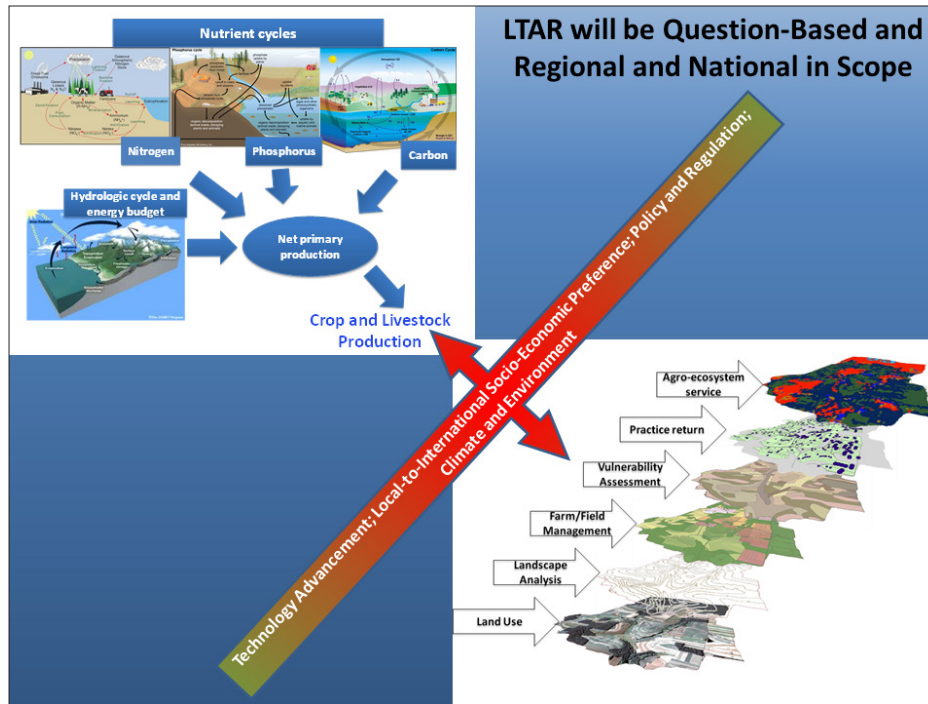 LTAR will be Question-Based and
Regional and National in Scope
Nutrient cycles
Nitrogen
Phosphorus
Carbon
Hydrologic cycle and
energy budget
Net primary
production
Crop and Livestock
Production
Technology Advancement; Local-to-International Socio-Economic Preference; Policy and Regulation;
Climate and Environment
Agro-ecosystem
service
Practice return
Vulnerability
Assessment
Farm/Field
Management
Landscape
Analysis
Land Use